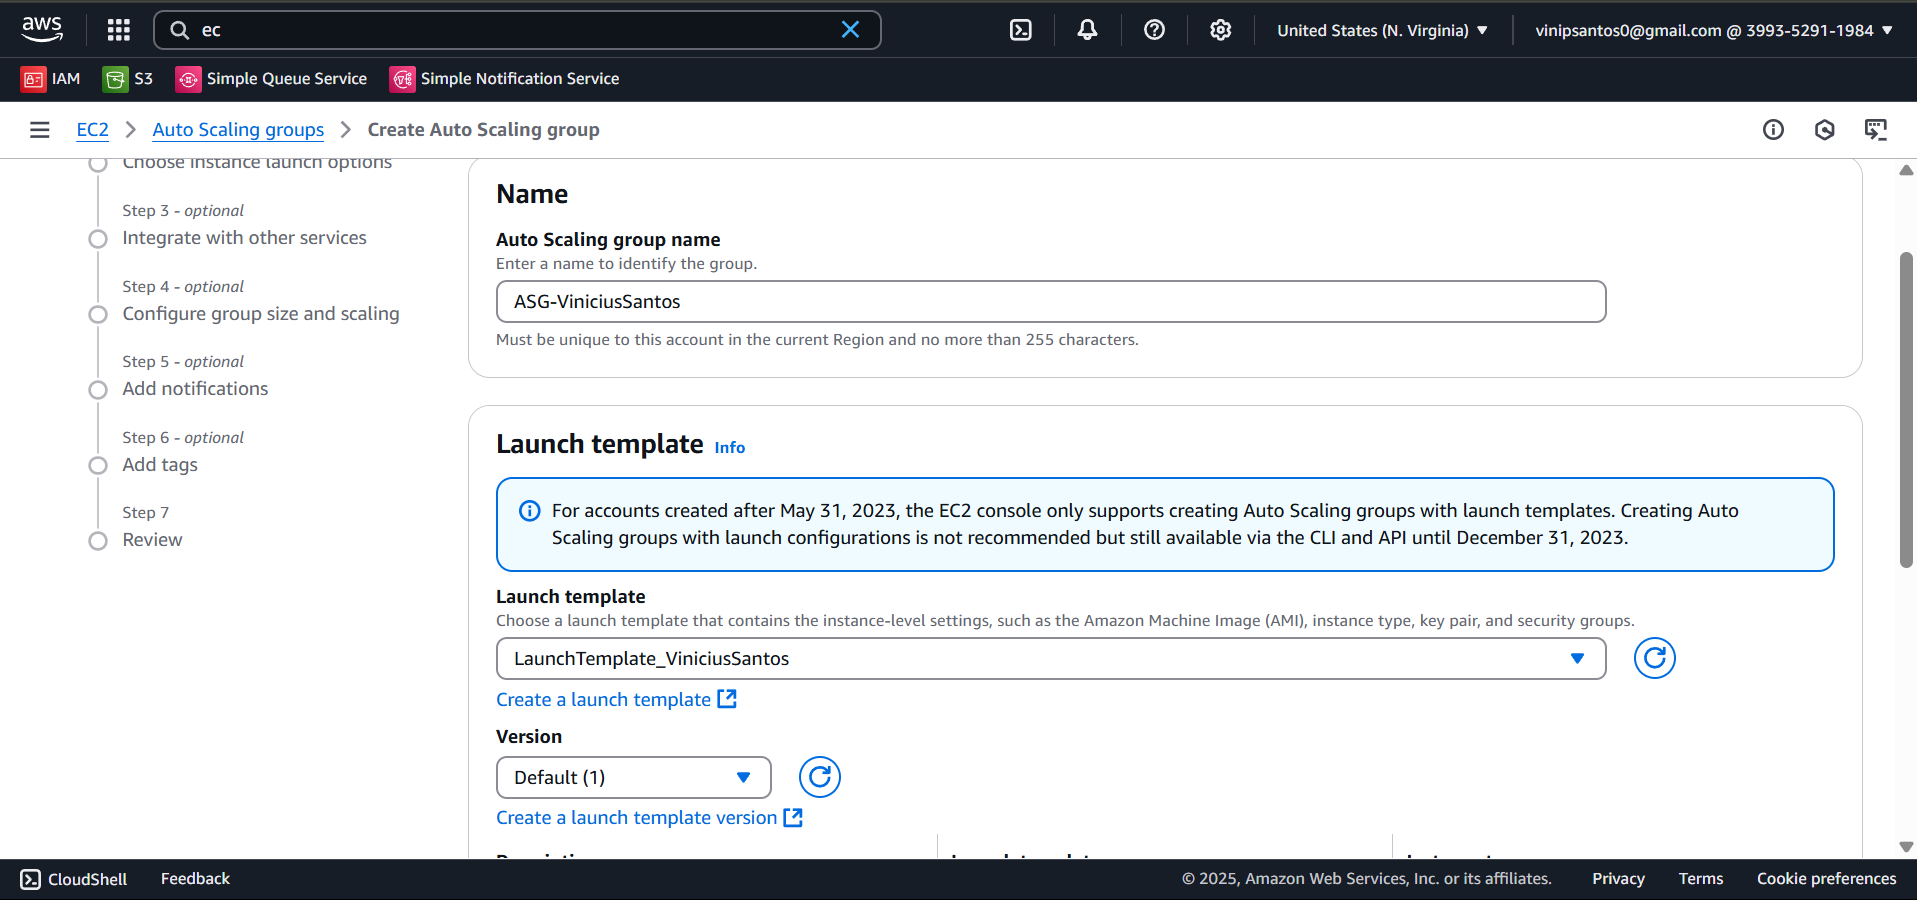 aws
ec
United States (N. Virginia)
vinipsantos0@gmail.com @ 3993-5291-1984
IAM
S3
Simple Queue Service
Simple Notification Service
EC2
Auto Scaling groups
Create Auto Scaling group
Choose instance launch options
Step 3 - optional
Integrate with other services
Step 4 - optional
Configure group size and scaling
Step 5 - optional
Add notifications
Step 6 - optional
Add tags
Step 7
Review
Name
Auto Scaling group name
Enter a name to identify the group.
ASG-ViniciusSantos
Must be unique to this account in the current Region and no more than 255 characters.
Launch template Info
For accounts created after May 31, 2023, the EC2 console only supports creating Auto Scaling groups with launch templates. Creating Auto
Scaling groups with launch configurations is not recommended but still available via the CLI and API until December 31, 2023.
Launch template
Choose a launch template that contains the instance-level settings, such as the Amazon Machine Image (AMI), instance type, key pair, and security groups.
LaunchTemplate_ViniciusSantos
Create a launch template
Version
Default (1)
Create a launch template version
CloudShell
Feedback
© 2025, Amazon Web Services, Inc. or its affiliates.
Privacy
Terms
Cookie preferences